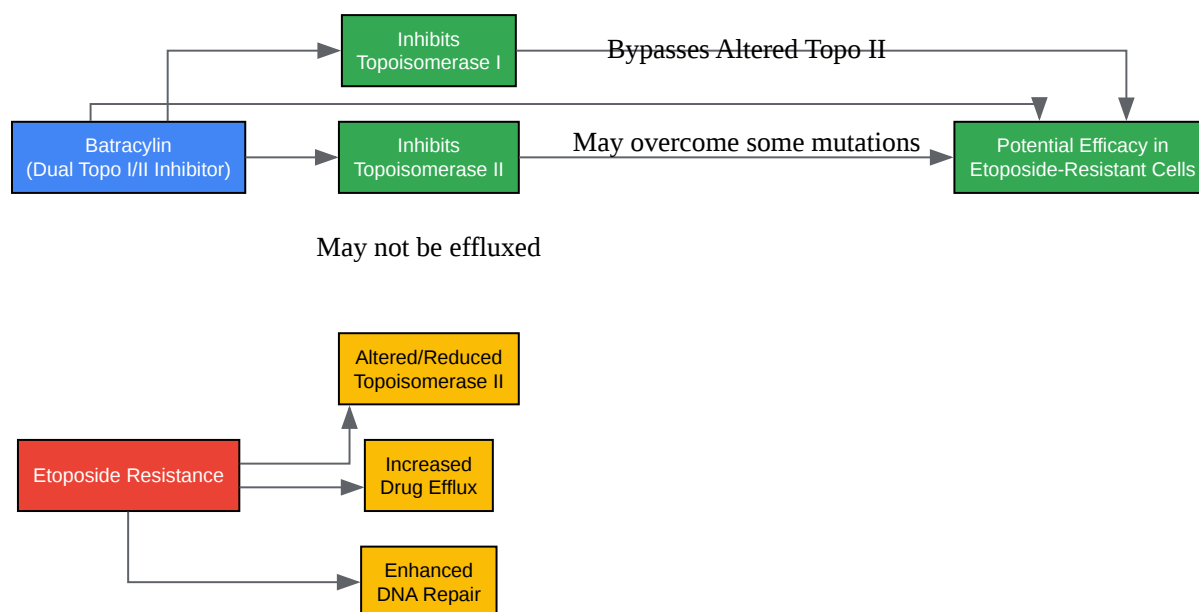 Inhibits
Topoisomerase I
Bypasses Altered Topo II
Batracylin
(Dual Topo I/II Inhibitor)
Inhibits
Topoisomerase II
May overcome some mutations
Potential Efficacy in
Etoposide-Resistant Cells
May not be effluxed
Altered/Reduced
Topoisomerase II
Etoposide Resistance
Increased
Drug Efflux
Enhanced
DNA Repair